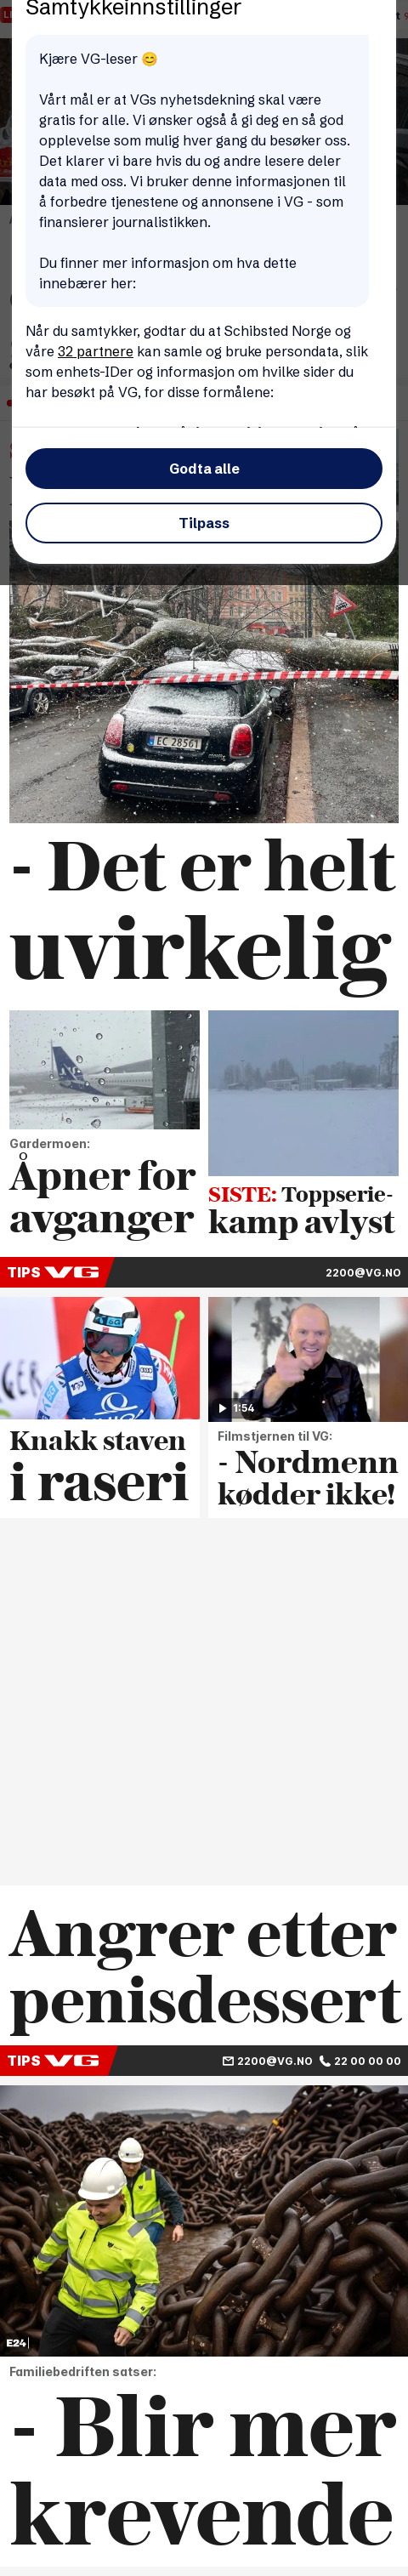 Samtykkeinnstillinger
Kjære VG-leser 😊
Vårt mål er at VGs nyhetsdekning skal være
gratis for alle. Vi ønsker også å gi deg en så god
opplevelse som mulig hver gang du besøker oss.
Det klarer vi bare hvis du og andre lesere deler
data med oss. Vi bruker denne informasjonen til
å forbedre tjenestene og annonsene i VG - som
finansierer journalistikken.
Du finner mer informasjon om hva dette
innebærer her:
Når du samtykker, godtar du at Schibsted Norge og
våre 32 partnere kan samle og bruke persondata, slik
som enhets-IDer og informasjon om hvilke sider du
har besøkt på VG, for disse formålene:
Godta alle
Tilpass
EC 28561
- Det er helt
uvirkelig
Gardermoen:
Åpner for
avganger
SISTE: Toppserie-
kamp avlyst
TIPS VG
2200@VG.NO
1:54
Knakk staven
i raseri
Filmstjernen til VG:
- Nordmenn
kødder ikke!
Angrer etter
penisdessert
TIPS VG
2200@VG.NO 22 00 00 00
E24
Familiebedriften satser:
- Blir mer
krevende